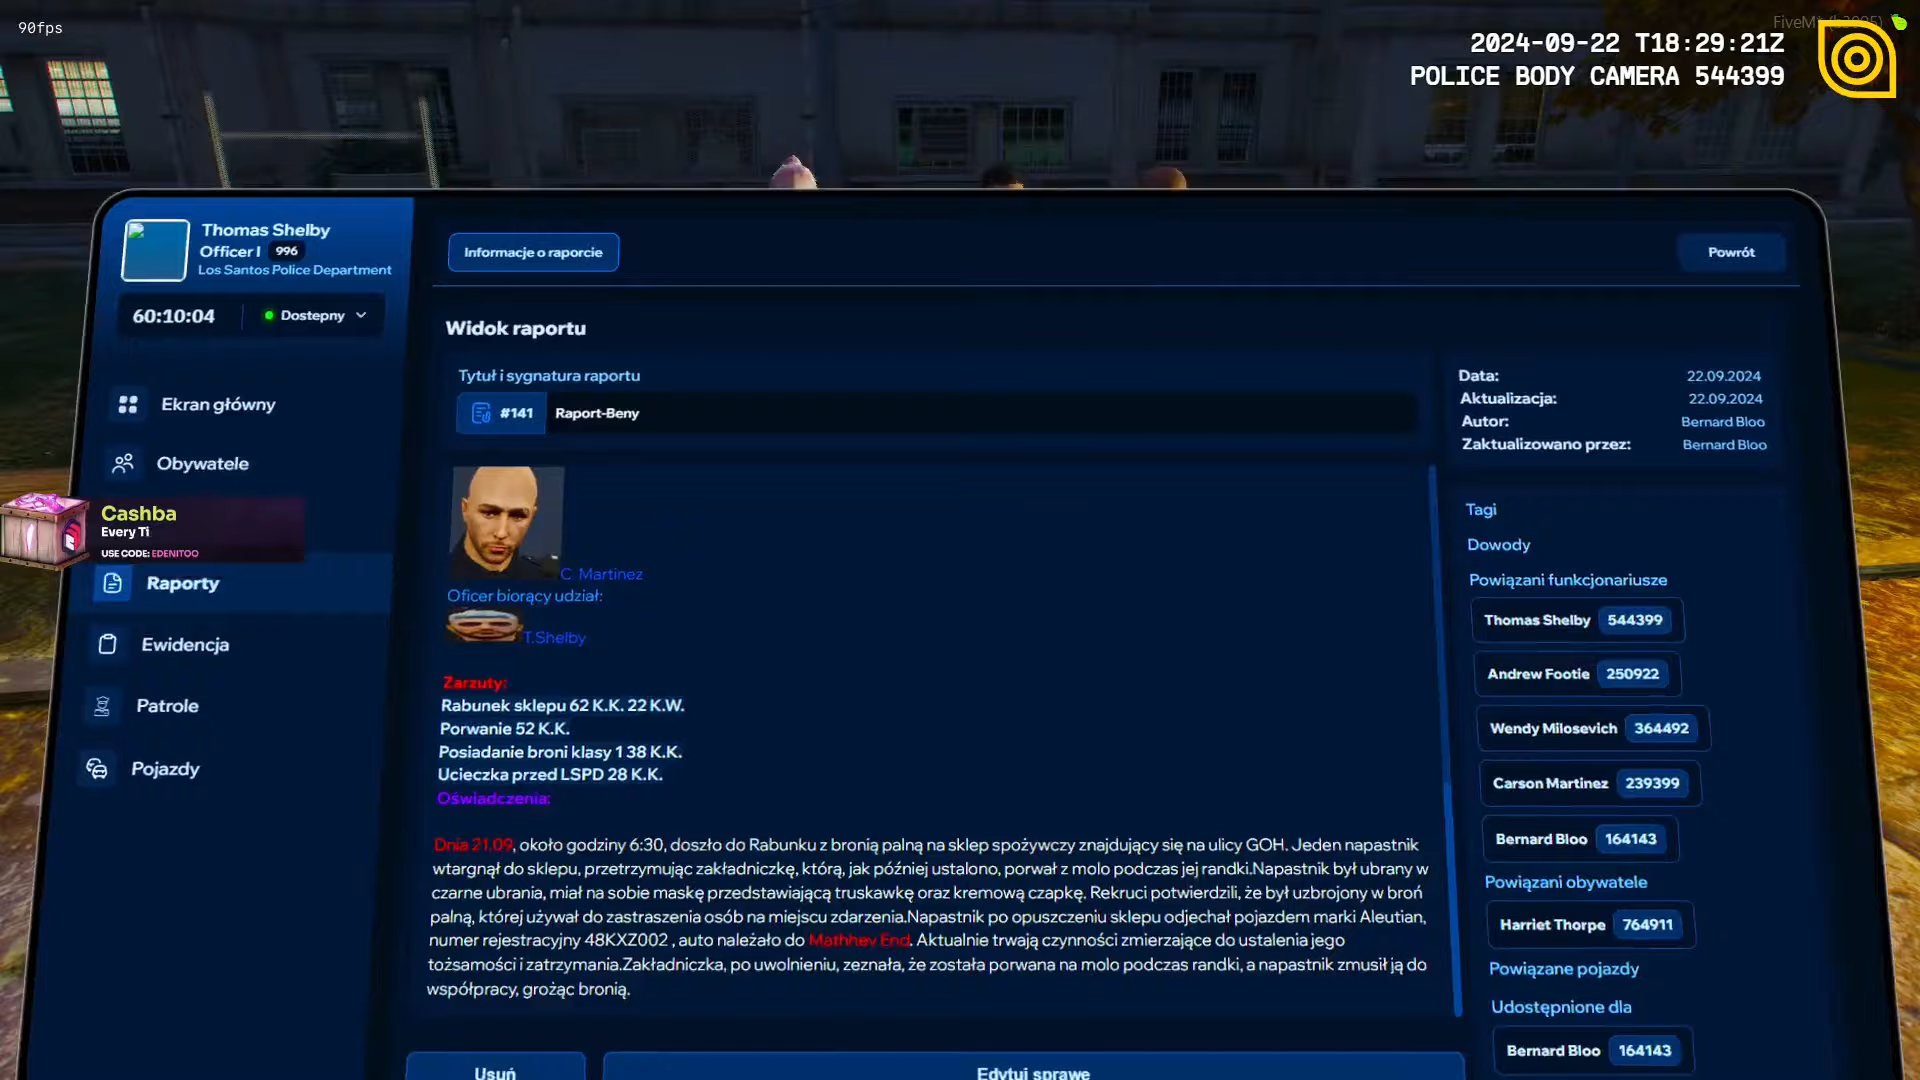 90fps
FiveM
2024-09-22 T18:29:21Z
POLICE BODY CAMERA 544399
Thomas Shelby
Officer I 996
Los Santos Police Department
60:10:04 Dostepny
Informacje o raporcie
Powrót
Widok raportu
Tytuł i sygnatura raportu
#141 Raport-Beny
Data: 22.09.2024
Aktualizacja: 22.09.2024
Autor: Bernard Bloo
Zaktualizowano przez: Bernard Bloo
Ekran główny
Obywatele
Cashba
Every Ti
USE CODE: EDENITOO
Raporty
Ewidencja
Patrole
Pojazdy
C. Martinez
Oficer biorący udział:
T.Shelby
Zarzuty:
Rabunek sklepu 62 K.K. 22 K.W.
Porwanie 52 K.K.
Posiadanie broni klasy 1 38 K.K.
Ucieczka przed LSPD 28 K.K.
Oświadczenia:
Dnia 21.09, około godziny 6:30, doszło do Rabunku z bronią palną na sklep spożywczy znajdujący się na ulicy GOH. Jeden napastnik
wtargnął do sklepu, przetrzymując zakładniczkę, którą, jak później ustalono, porwał z molo podczas jej randki.Napastnik był ubrany w
czarne ubrania, miał na sobie maskę przedstawiającą truskawkę oraz kremową czapkę. Rekruci potwierdzili, że był uzbrojony w broń
palną, której używał do zastraszenia osób na miejscu zdarzenia.Napastnik po opuszczeniu sklepu odjechał pojazdem marki Aleutian,
numer rejestracyjny 48KXZ002 , auto należało do Mathhey End. Aktualnie trwają czynności zmierzające do ustalenia jego
tożsamości i zatrzymania.Zakładniczka, po uwolnieniu, zeznała, że została porwana na molo podczas randki, a napastnik zmusił ją do
współpracy, grożąc bronią.
Usuń
Edytuj sprawę
Tagi
Dowody
Powiązani funkcjonariusze
Thomas Shelby 544399
Andrew Footie 250922
Wendy Milosevich 364492
Carson Martinez 239399
Bernard Bloo 164143
Powiązani obywatele
Harriet Thorpe 764911
Powiązane pojazdy
Udostępnione dla
Bernard Bloo 164143